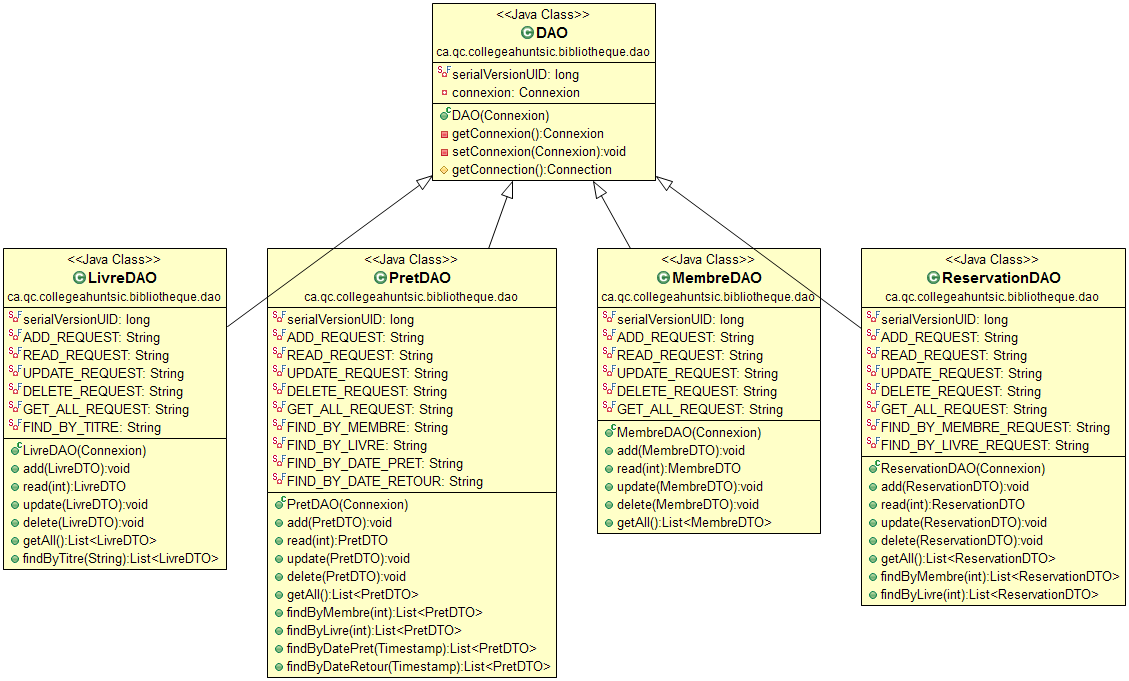 <<Java Class>>
DAO
ca.qc.collegeahuntsic.bibliotheque.dao
serialVersionUID: long
connexion: Connexion
DAO(Connexion)
getConnexion():Connexion
setConnexion(Connexion):void
getConnection():Connection
<<Java Class>>
LivreDAO
ca.qc.collegeahuntsic.bibliotheque.dao
serialVersionUID: long
ADD_REQUEST: String
READ_REQUEST: String
UPDATE_REQUEST: String
DELETE_REQUEST: String
GET_ALL_REQUEST: String
FIND_BY_TITRE: String
LivreDAO(Connexion)
add(LivreDTO):void
read(int):LivreDTO
update(LivreDTO):void
delete(LivreDTO):void
getAll():List<LivreDTO>
findByTitre(String):List<LivreDTO>
<<Java Class>>
PretDAO
ca.qc.collegeahuntsic.bibliotheque.dao
serialVersionUID: long
ADD_REQUEST: String
READ_REQUEST: String
UPDATE_REQUEST: String
DELETE_REQUEST: String
GET_ALL_REQUEST: String
FIND_BY_MEMBRE: String
FIND_BY_LIVRE: String
FIND_BY_DATE_PRET: String
FIND_BY_DATE_RETOUR: String
PretDAO(Connexion)
add(PretDTO):void
read(int):PretDTO
update(PretDTO):void
delete(PretDTO):void
getAll():List<PretDTO>
findByMembre(int):List<PretDTO>
findByLivre(int):List<PretDTO>
findByDatePret(Timestamp):List<PretDTO>
findByDateRetour(Timestamp):List<PretDTO>
<<Java Class>>
MembreDAO
ca.qc.collegeahuntsic.bibliotheque.dao
serialVersionUID: long
ADD_REQUEST: String
READ_REQUEST: String
UPDATE_REQUEST: String
DELETE_REQUEST: String
GET_ALL_REQUEST: String
MembreDAO(Connexion)
add(MembreDTO):void
read(int):MembreDTO
update(MembreDTO):void
delete(MembreDTO):void
getAll():List<MembreDTO>
<<Java Class>>
ReservationDAO
ca.qc.collegeahuntsic.bibliotheque.dao
serialVersionUID: long
ADD_REQUEST: String
READ_REQUEST: String
UPDATE_REQUEST: String
DELETE_REQUEST: String
GET_ALL_REQUEST: String
FIND_BY_MEMBRE_REQUEST: String
FIND_BY_LIVRE_REQUEST: String
ReservationDAO(Connexion)
add(ReservationDTO):void
read(int):ReservationDTO
update(ReservationDTO):void
delete(ReservationDTO):void
getAll():List<ReservationDTO>
findByMembre(int):List<ReservationDTO>
findByLivre(int):List<ReservationDTO>